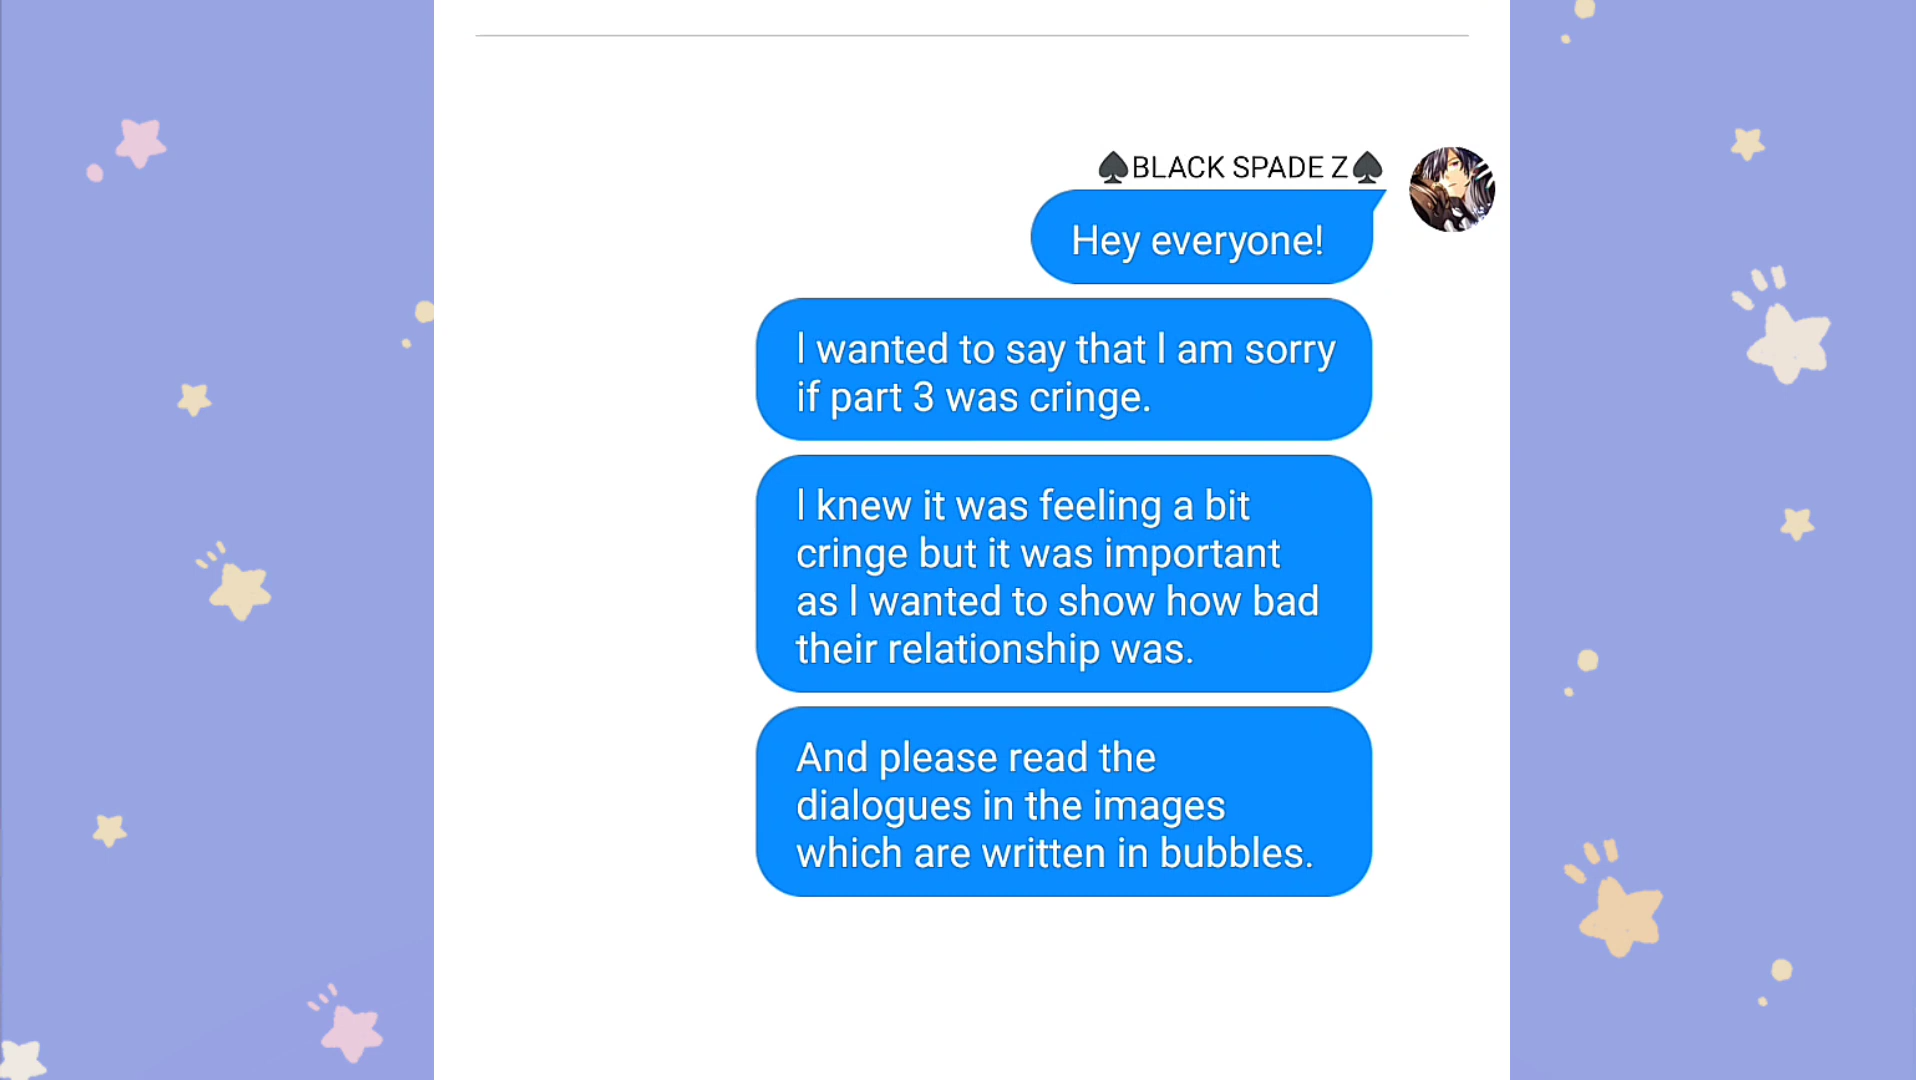 ♠BLACK SPADE Z♠
Hey everyone!
I wanted to say that I am sorry
if part 3 was cringe.
I knew it was feeling a bit
cringe but it was important
as I wanted to show how bad
their relationship was.
And please read the
dialogues in the images
which are written in bubbles.